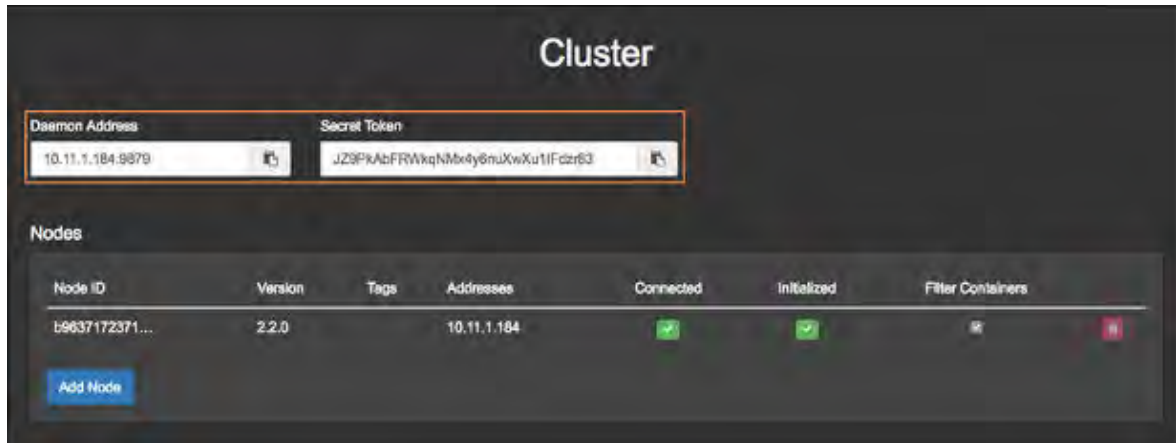 Cluster
Daemon Address Secret Token
10.11.1.184:9879
Nodes
Node ID Version Tags Addresses Connected Initialized Filter Containers
b9637172371... 2.2.0 10.11.1.184
Add Node